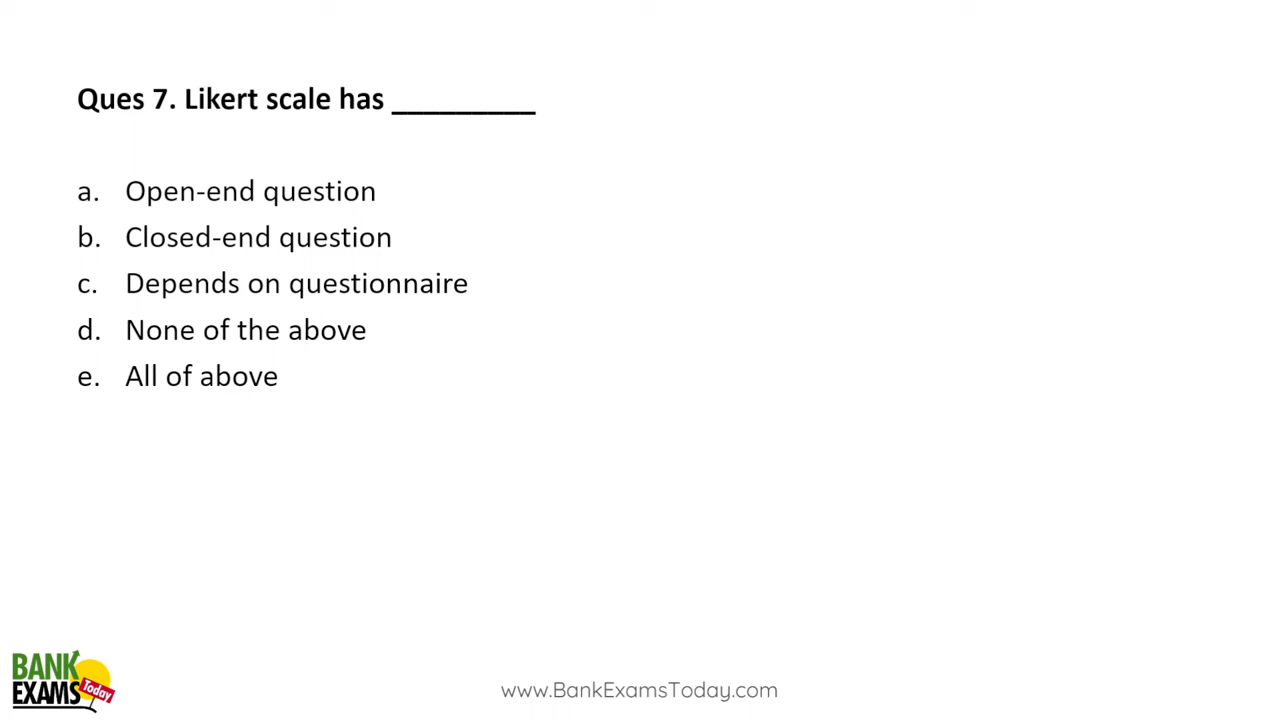 Ques 7. Likert scale has _________
a. Open-end question
b. Closed-end question
c. Depends on questionnaire
d. None of the above
e. All of above
BANK
EXAMS Today
www.BankExamsToday.com